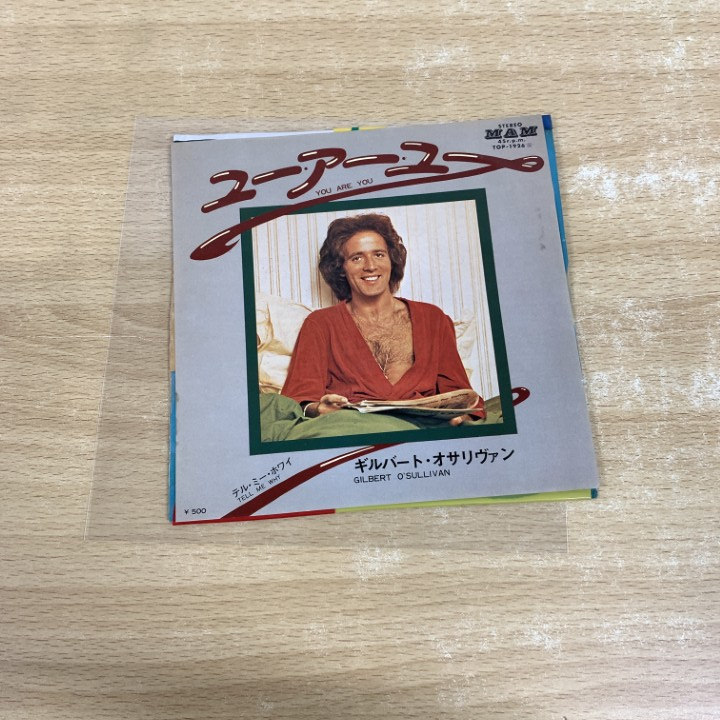 STEREO
MAM
45r.p.m.
TOP-1936
ユー・アー・ユー
YOU ARE YOU
ギルバート・オサリヴァン
GILBERT O'SULLIVAN
テル・ミー・ホワイ
TELL ME WHY
¥500